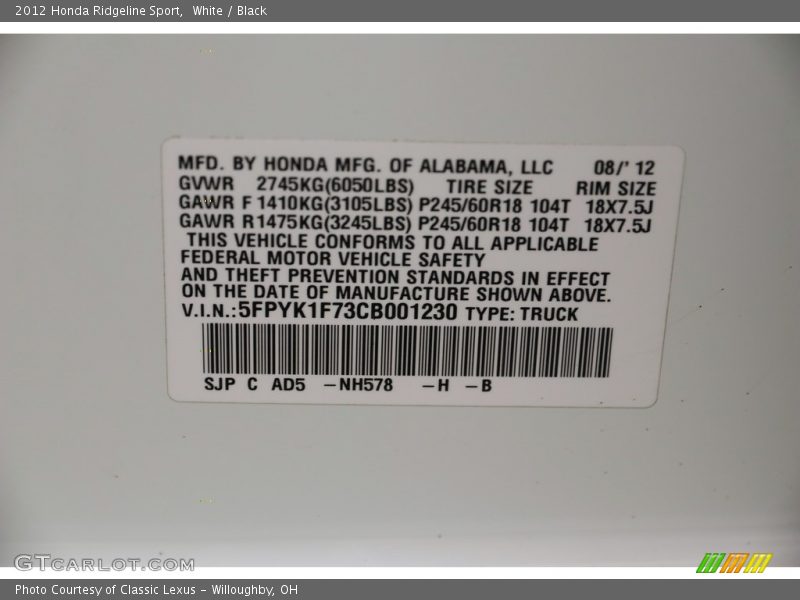 2012 Honda Ridgeline Sport,  White / Black
MFD. BY HONDA MFG. OF ALABAMA, LLC 08/' 12
GVWR 2745KG(6050LBS) TIRE SIZE RIM SIZE
GAWR F 1410KG(3105LBS) P245/60R18 104T 18X7.5J
GAWR R1475KG(3245LBS) P245/60R18 104T 18X7.5J
THIS VEHICLE CONFORMS TO ALL APPLICABLE
FEDERAL MOTOR VEHICLE SAFETY
AND THEFT PREVENTION STANDARDS IN EFFECT
ON THE DATE OF MANUFACTURE SHOWN ABOVE.
V.I.N.:5FPYK1F73CB001230 TYPE: TRUCK
SJP C AD5 -NH578 -H -B
GTCARLOT.COM
Photo Courtesy of Classic Lexus - Willoughby, OH